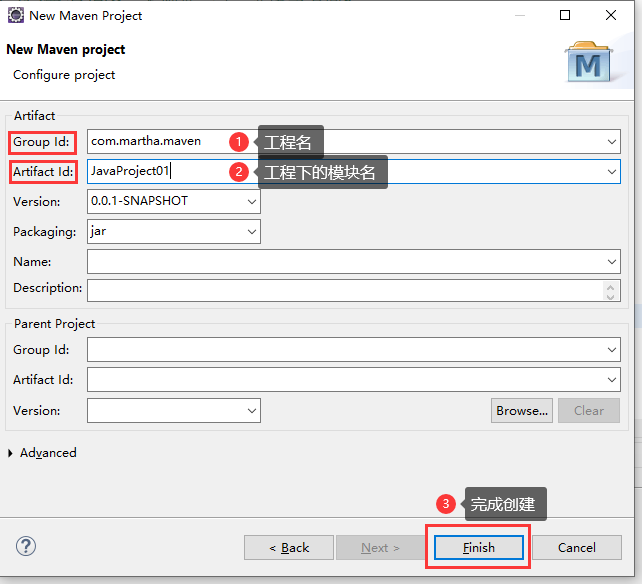 New Maven Project
New Maven project
Configure project
M
Artifact
Group Id: com.martha.maven 1 工程名
Artifact Id: JavaProject01 2 工程下的模块名
Version: 0.0.1-SNAPSHOT
Packaging: jar
Name:
Description:
Parent Project
Group Id:
Artifact Id:
Version: Browse... Clear
Advanced
3 完成创建
? < Back Next > Finish Cancel